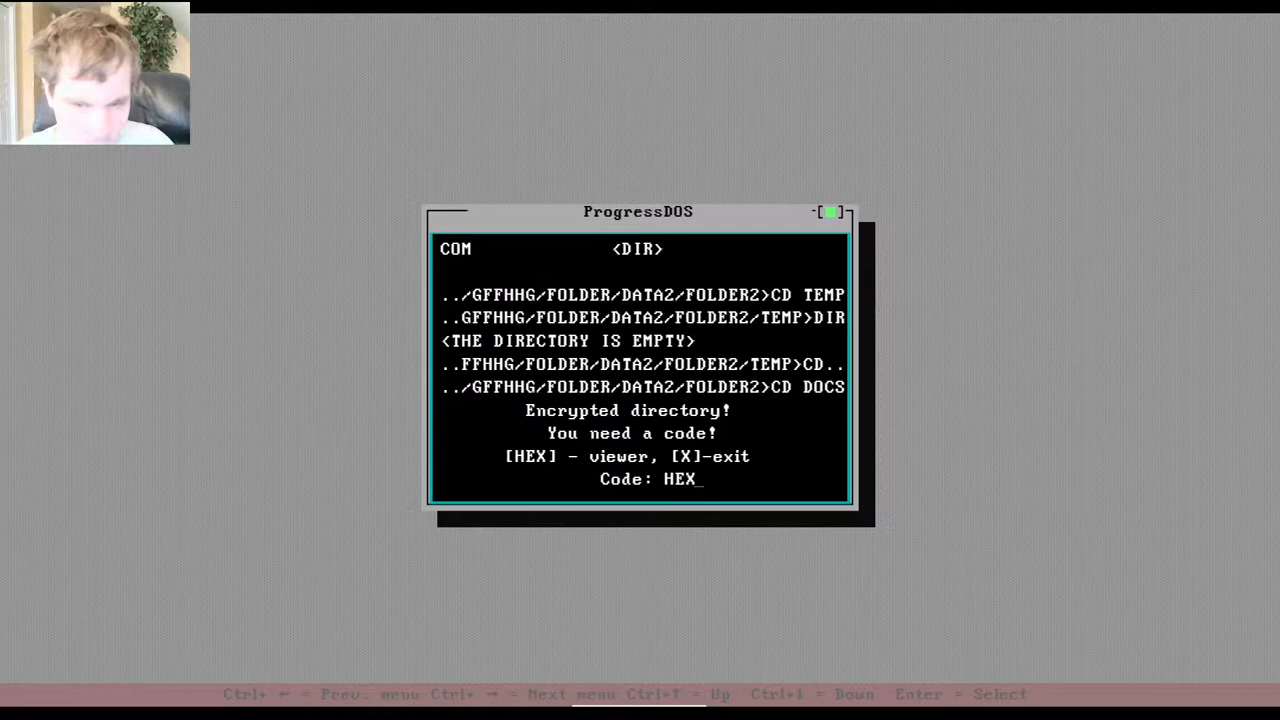 ProgressDOS
COM <DIR>
../GFFHHG/FOLDER/DATA2/FOLDER2>CD TEMP
..GFFHHG/FOLDER/DATA2/FOLDER2/TEMP>DIR
<THE DIRECTORY IS EMPTY>
..FFHHG/FOLDER/DATA2/FOLDER2/TEMP>CD..
../GFFHHG/FOLDER/DATA2/FOLDER2>CD DOCS
Encrypted directory!
You need a code!
[HEX] - viewer, [X]-exit
Code: HEX_
Ctrl+ ← = Prev. menu Ctrl+ → = Next menu Ctrl+↑ = Up Ctrl+↓ = Down Enter = Select